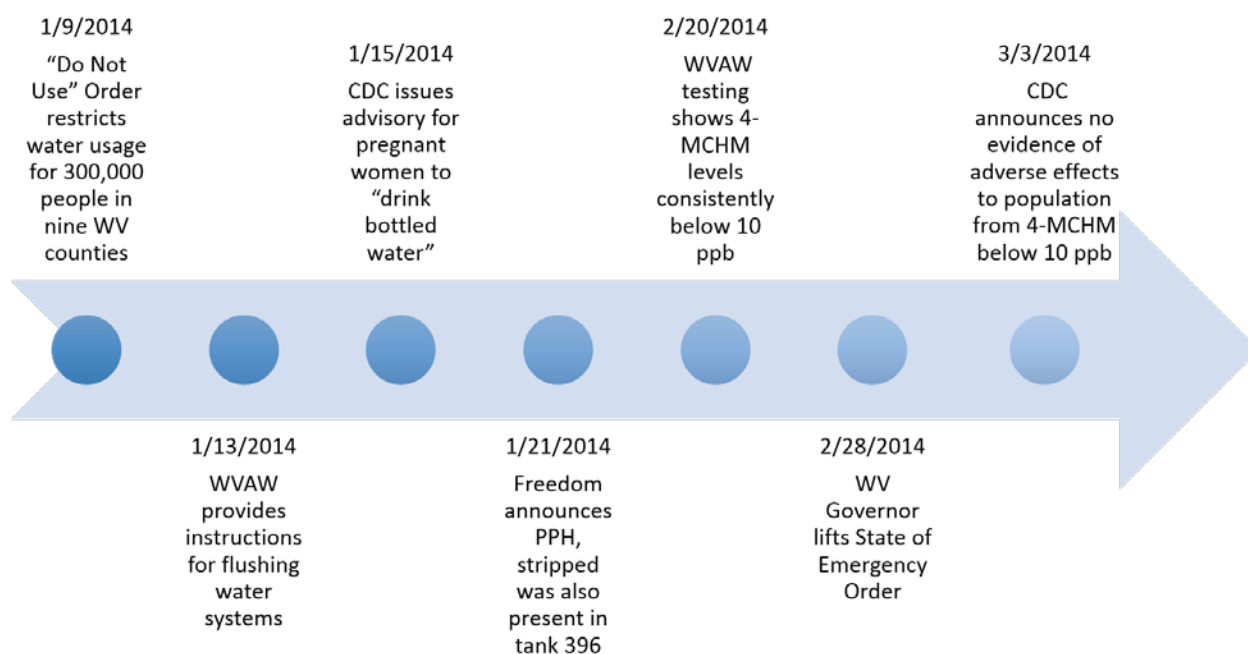 1/9/2014
“Do Not
Use” Order
restricts
water usage
for 300,000
people in
nine WV
counties
1/13/2014
WVAW
provides
instructions
for flushing
water
systems
1/15/2014
CDC issues
advisory for
pregnant
women to
“drink
bottled
water”
1/21/2014
Freedom
announces
PPH,
stripped
was also
present in
tank 396
2/20/2014
WVAW
testing
shows 4-
MCHM
levels
consistently
below 10
ppb
2/28/2014
WV
Governor
lifts State of
Emergency
Order
3/3/2014
CDC
announces no
evidence of
adverse effects
to population
from 4-MCHM
below 10 ppb